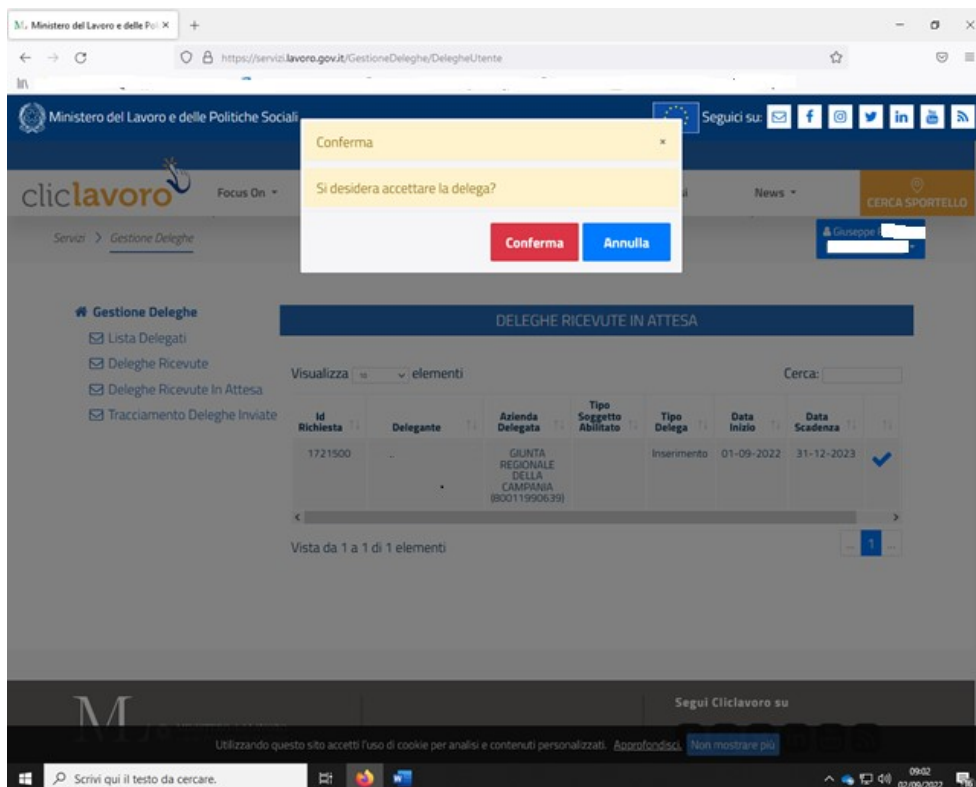 Ministero del Lavoro e delle Pol
https://servizi.lavoro.gov.it/GestioneDeleghe/DelegheUtente
Ministero del Lavoro e delle Politiche Sociali
Seguici su:
Conferma
Si desidera accettare la delega?
Conferma
Annulla
cliclavoro
Focus On
News
CERCA SPORTELLO
Servizi > Gestione Deleghe
Giuseppe
Gestione Deleghe
Lista Delegati
Deleghe Ricevute
Deleghe Ricevute In Attesa
Tracciamento Deleghe Inviate
DELEGHE RICEVUTE IN ATTESA
Visualizza 10 elementi
Cerca:
Id Richiesta
Delegante
Azienda Delegata
Tipo Soggetto Abilitato
Tipo Delega
Data Inizio
Data Scadenza
1721500
GIUNTA
REGIONALE
DELLA
CAMPANIA
(80011990639)
Inserimento
01-09-2022
31-12-2023
Vista da 1 a 1 di 1 elementi
... 1 ...
Segui Cliclavoro su
Utilizzando questo sito accetti l'uso di cookie per analisi e contenuti personalizzati. Approfondisci. Non mostrare più
Scrivi qui il testo da cercare.
09:02
02/09/2022